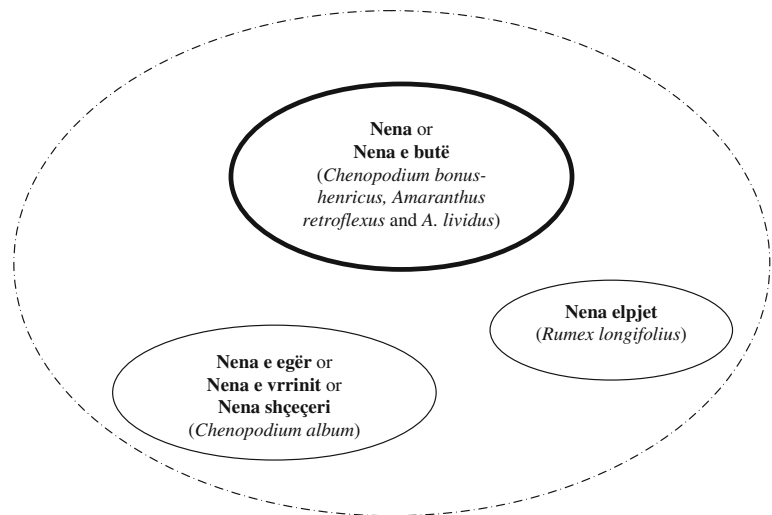 Nena or
Nena e butë
(Chenopodium bonus-
henricus, Amaranthus
retroflexus and A. lividus)
Nena elpjet
(Rumex longifolius)
Nena e egër or
Nena e vrrinit or
Nena shçeçeri
(Chenopodium album)